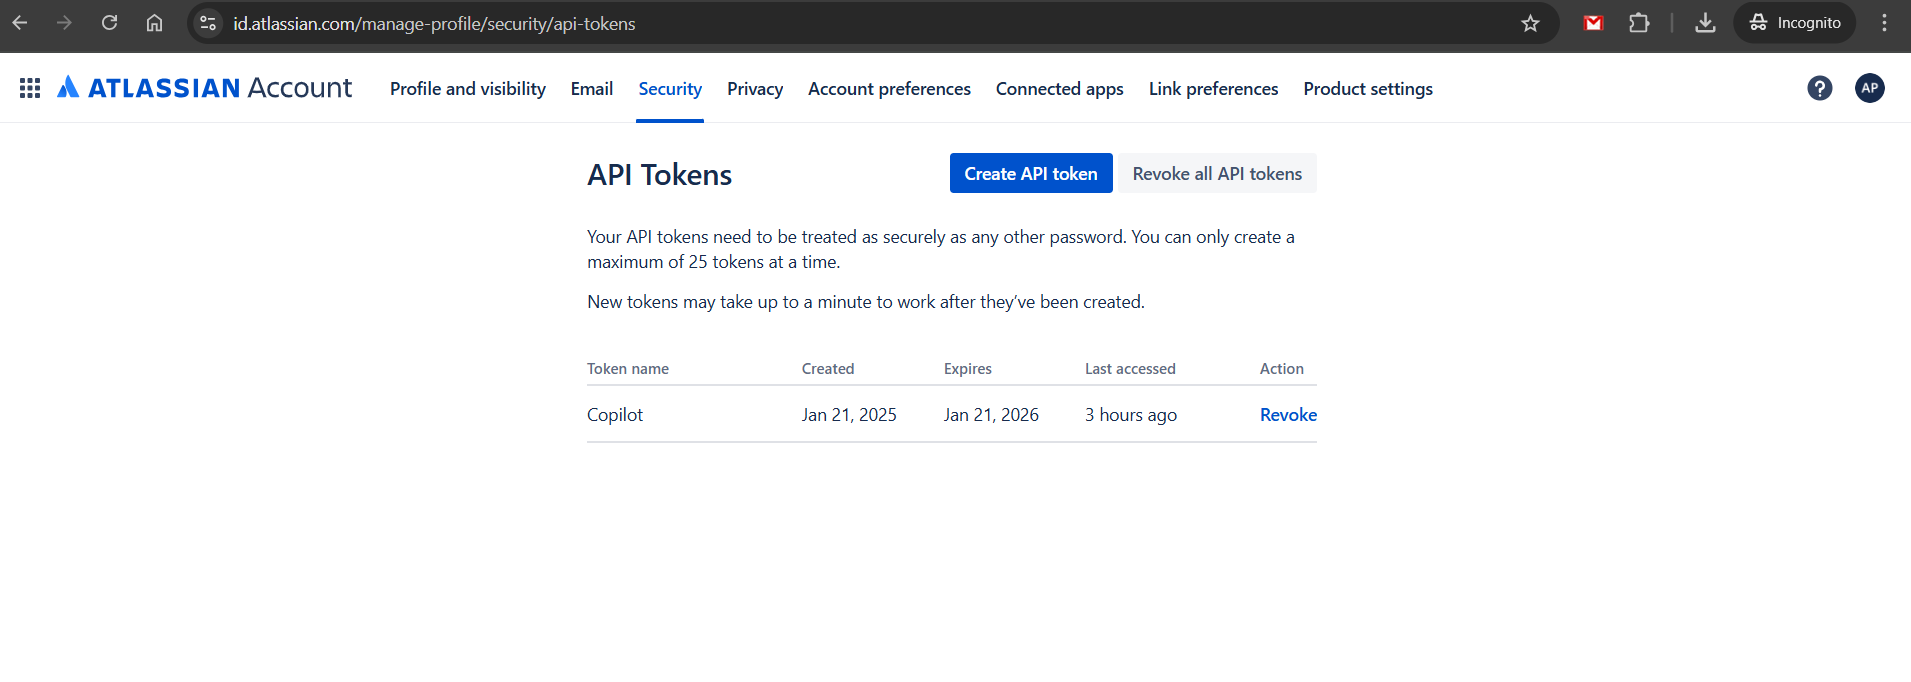 id.atlassian.com/manage-profile/security/api-tokens
Incognito
ATLASSIAN Account
Profile and visibility
Email
Security
Privacy
Account preferences
Connected apps
Link preferences
Product settings
?
AP
API Tokens
Create API token
Revoke all API tokens
Your API tokens need to be treated as securely as any other password. You can only create a
maximum of 25 tokens at a time.
New tokens may take up to a minute to work after they’ve been created.
Token name Created Expires Last accessed Action
Copilot Jan 21, 2025 Jan 21, 2026 3 hours ago Revoke